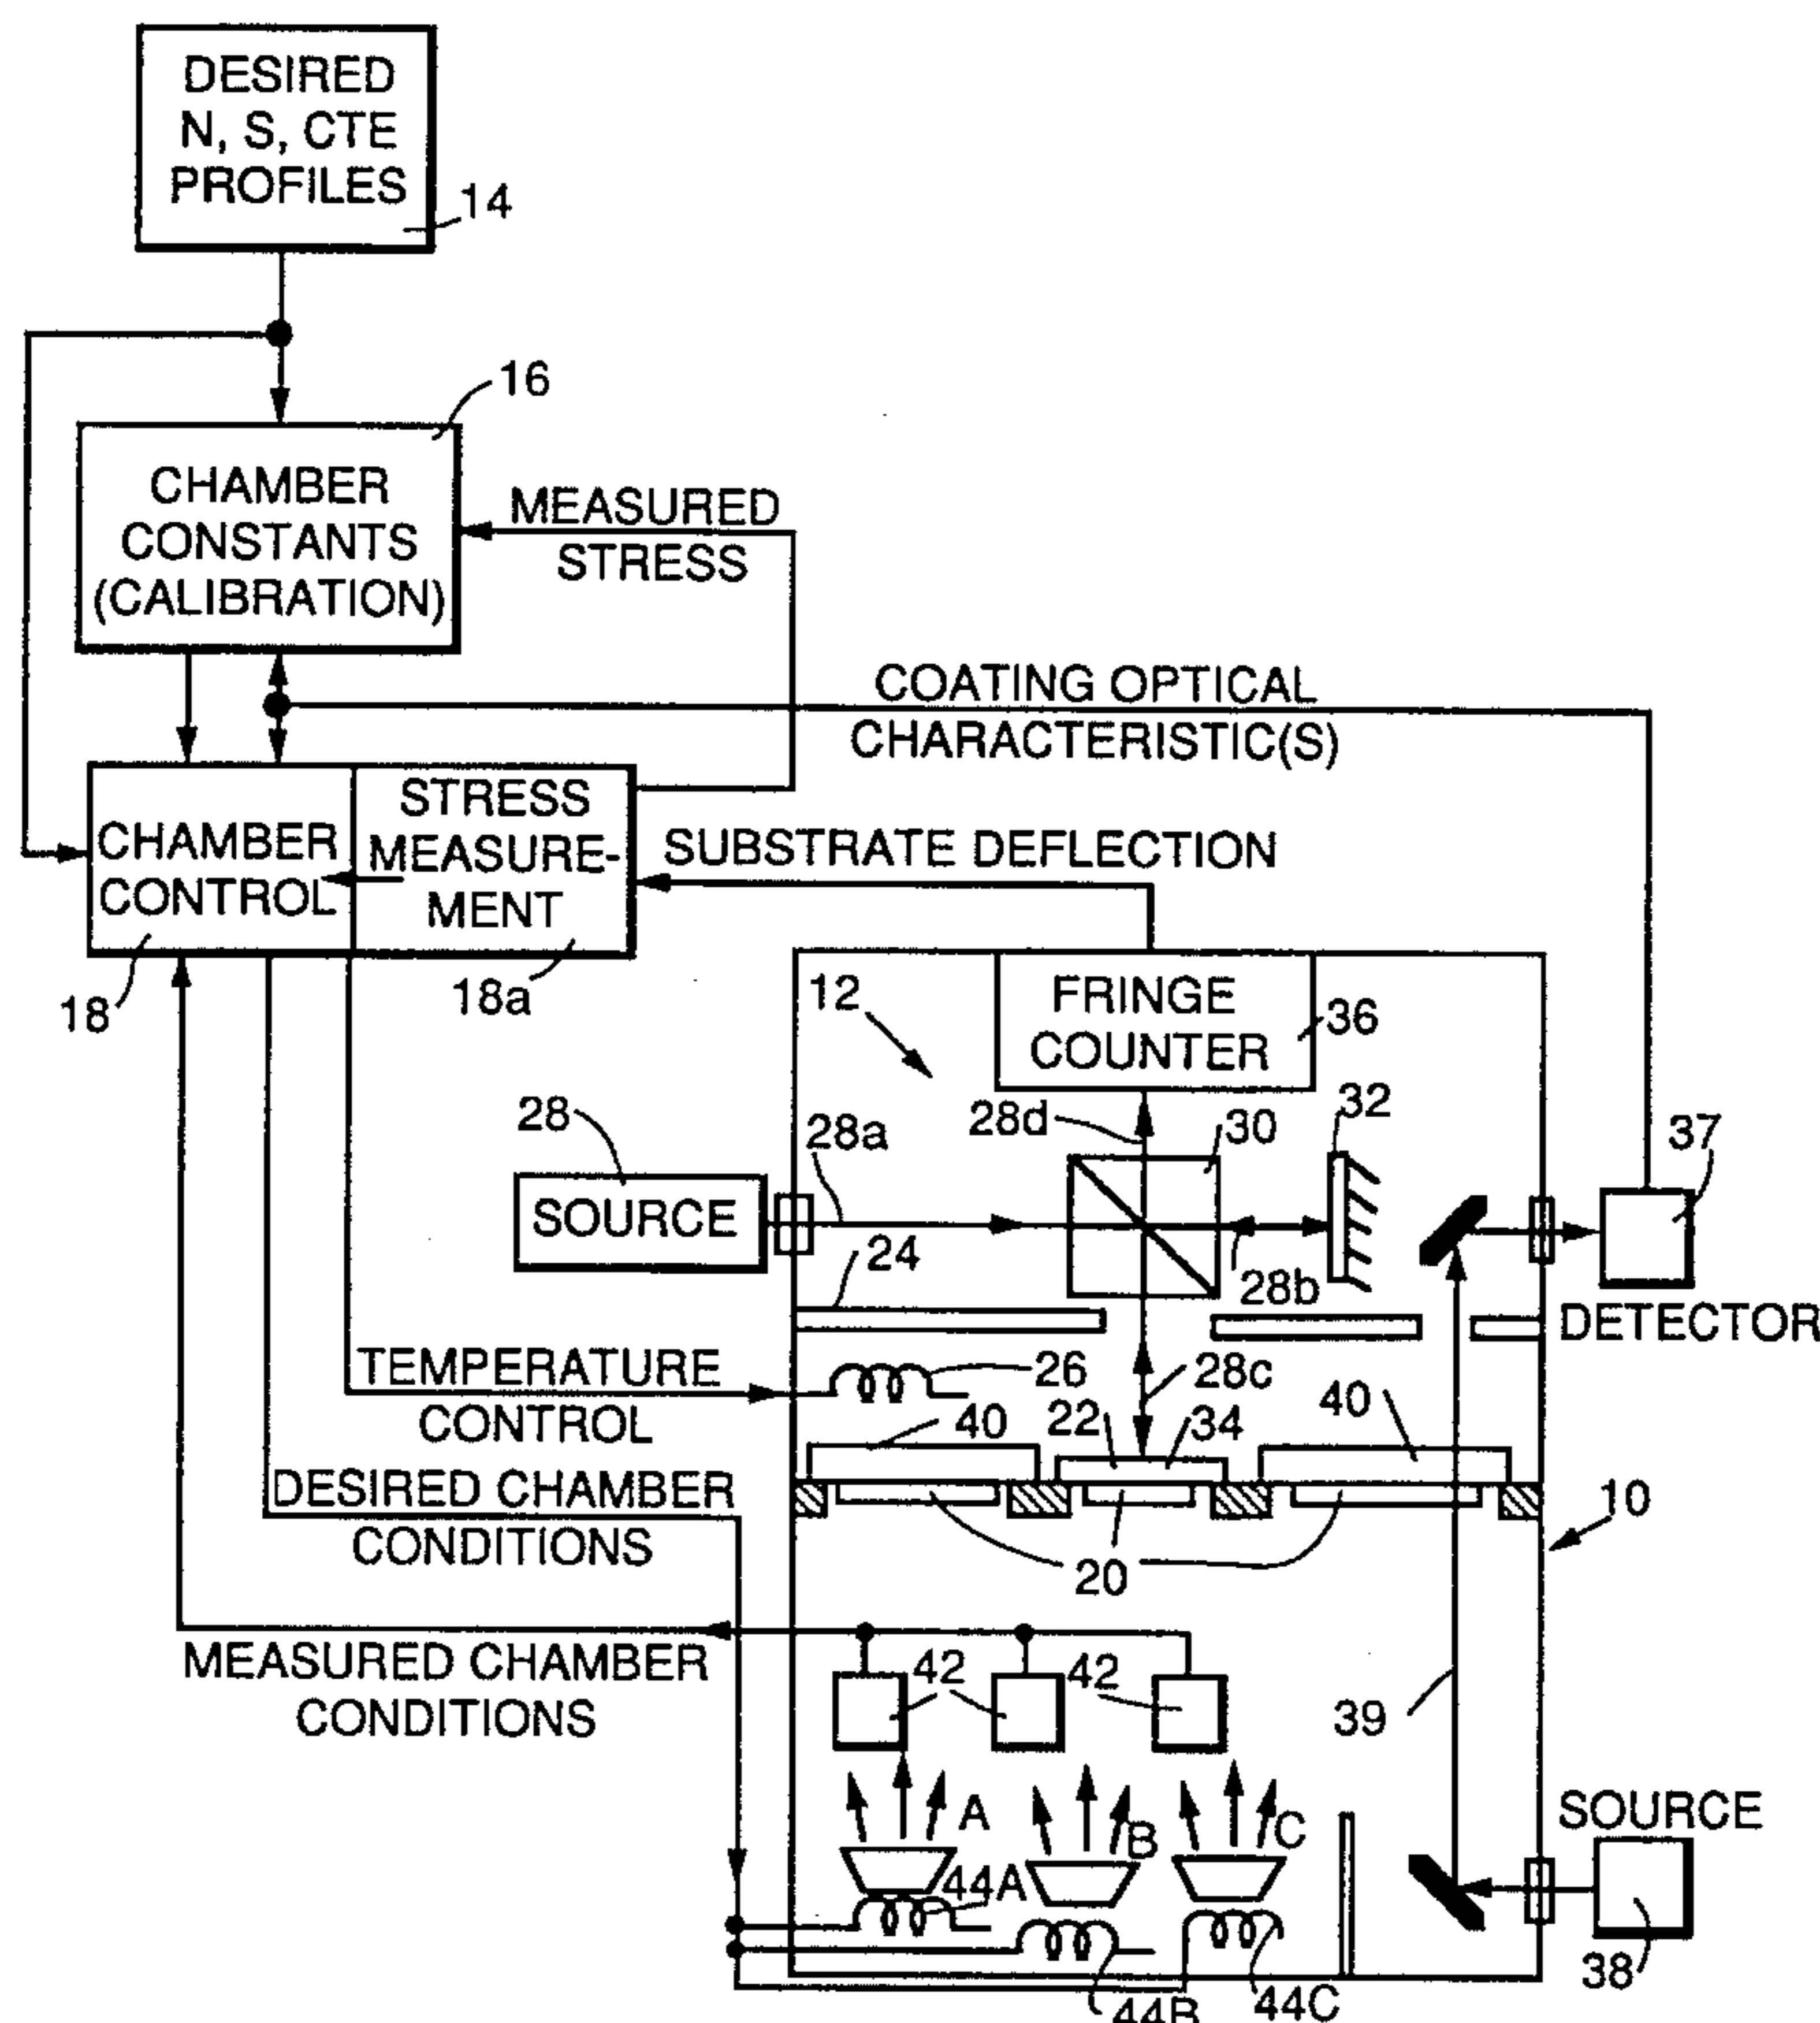 DESIRED
N, S, CTE
PROFILES
14
16
CHAMBER
CONSTANTS
(CALIBRATION)
MEASURED
STRESS
COATING OPTICAL
CHARACTERISTIC(S)
CHAMBER
CONTROL
STRESS
MEASURE-
MENT
SUBSTRATE DEFLECTION
18
18a
12
FRINGE
COUNTER
36
28
28a
28d
30
32
37
SOURCE
24
28b
DETECTOR
TEMPERATURE
CONTROL
26
28c
40
22
34
40
DESIRED CHAMBER
CONDITIONS
20
10
MEASURED CHAMBER
CONDITIONS
42
42
39
A
B
C
SOURCE
44A
44B
44C
38